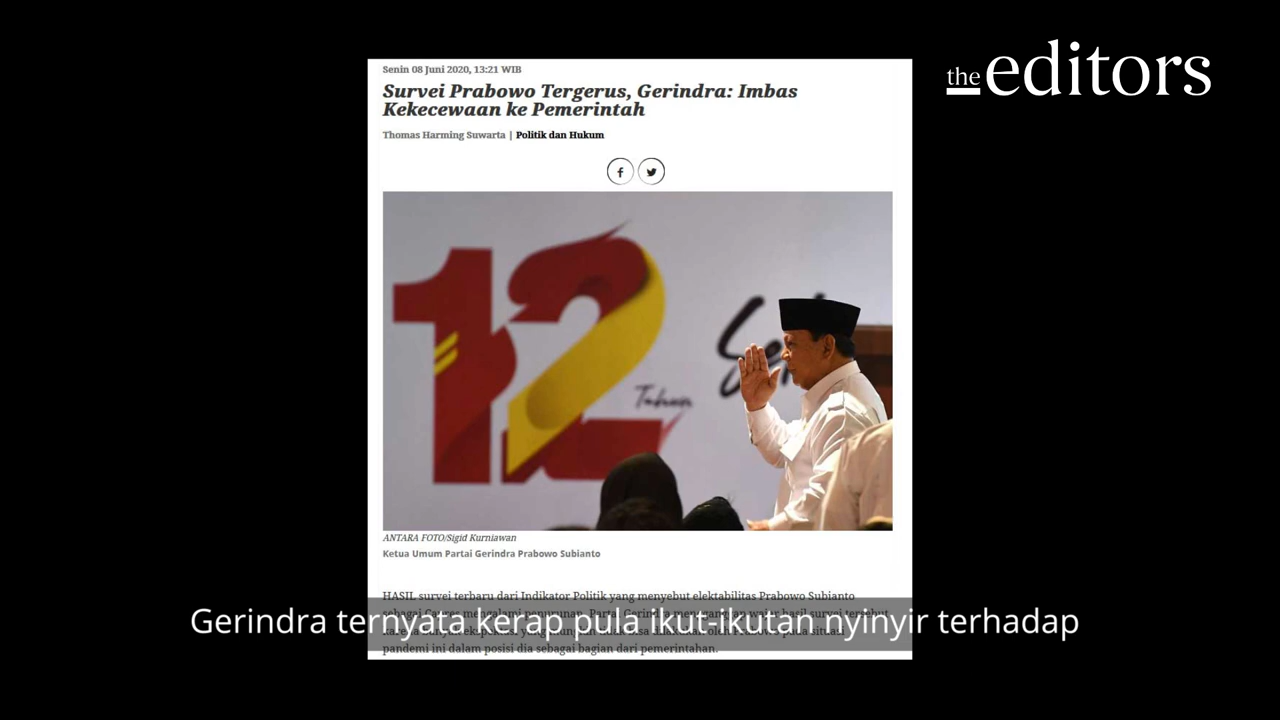 the editors
Senin 08 Juni 2020, 13:21 WIB
Survei Prabowo Tergerus, Gerindra: Imbas
Kekecewaan ke Pemerintah
Thomas Harming Suwarta | Politik dan Hukum
12
Tahun
ANTARA FOTO/Sigid Kurniawan
Ketua Umum Partai Gerindra Prabowo Subianto
HASIL survei terbaru dari Indikator Politik yang menyebut elektabilitas Prabowo Subianto
Gerindra ternyata kerap pula ikut-ikutan nyinyir terhadap
pandemi ini dalam posisi dia sebagai bagian dari pemerintahan.